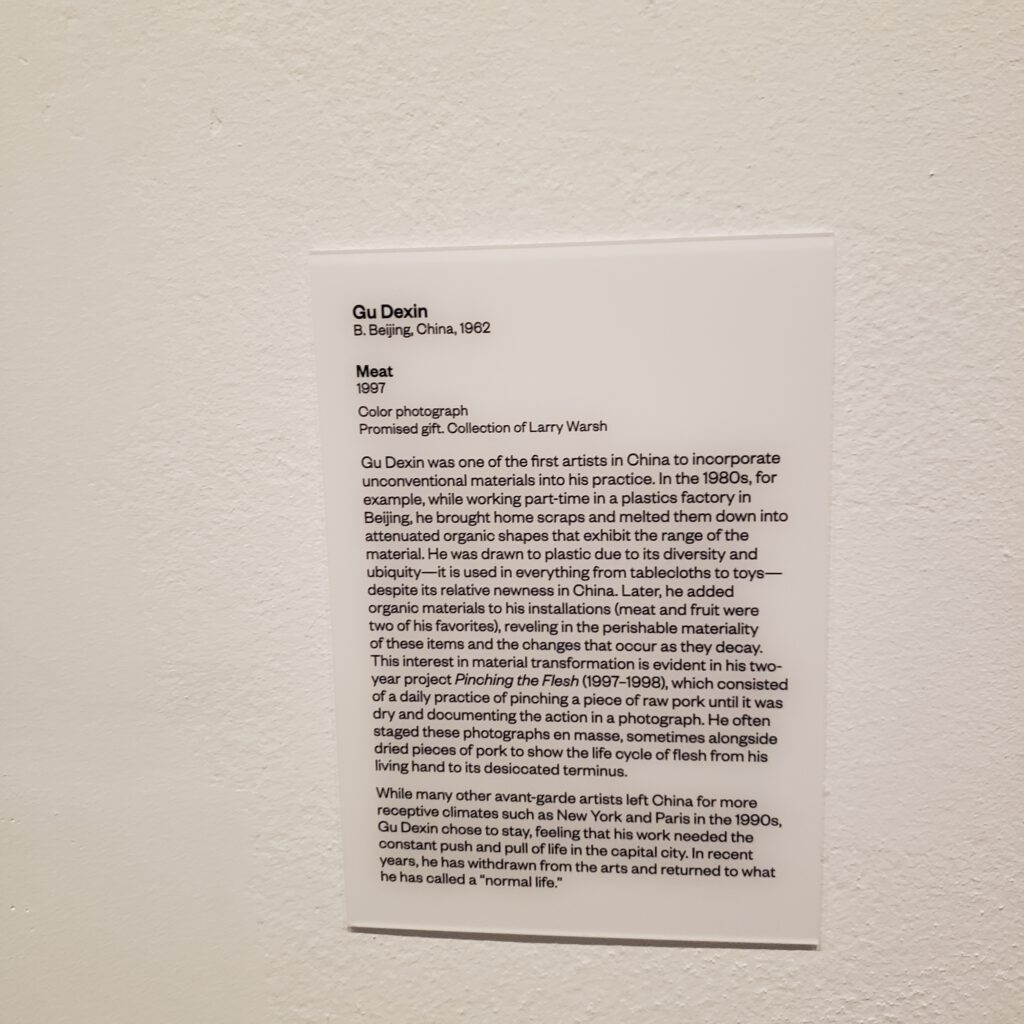 Gu Dexin
B. Beijing, China, 1962
Meat
1997
Color photograph
Promised gift. Collection of Larry Warsh
Gu Dexin was one of the first artists in China to incorporate
unconventional materials into his practice. In the 1980s, for
example, while working part-time in a plastics factory in
Beijing, he brought home scraps and melted them down into
attenuated organic shapes that exhibit the range of the
material. He was drawn to plastic due to its diversity and
ubiquity—it is used in everything from tablecloths to toys—
despite its relative newness in China. Later, he added
organic materials to his installations (meat and fruit were
two of his favorites), reveling in the perishable materiality
of these items and the changes that occur as they decay.
This interest in material transformation is evident in his two-
year project Pinching the Flesh (1997–1998), which consisted
of a daily practice of pinching a piece of raw pork until it was
dry and documenting the action in a photograph. He often
staged these photographs en masse, sometimes alongside
dried pieces of pork to show the life cycle of flesh from his
living hand to its desiccated terminus.
While many other avant-garde artists left China for more
receptive climates such as New York and Paris in the 1990s,
Gu Dexin chose to stay, feeling that his work needed the
constant push and pull of life in the capital city. In recent
years, he has withdrawn from the arts and returned to what
he has called a “normal life.”